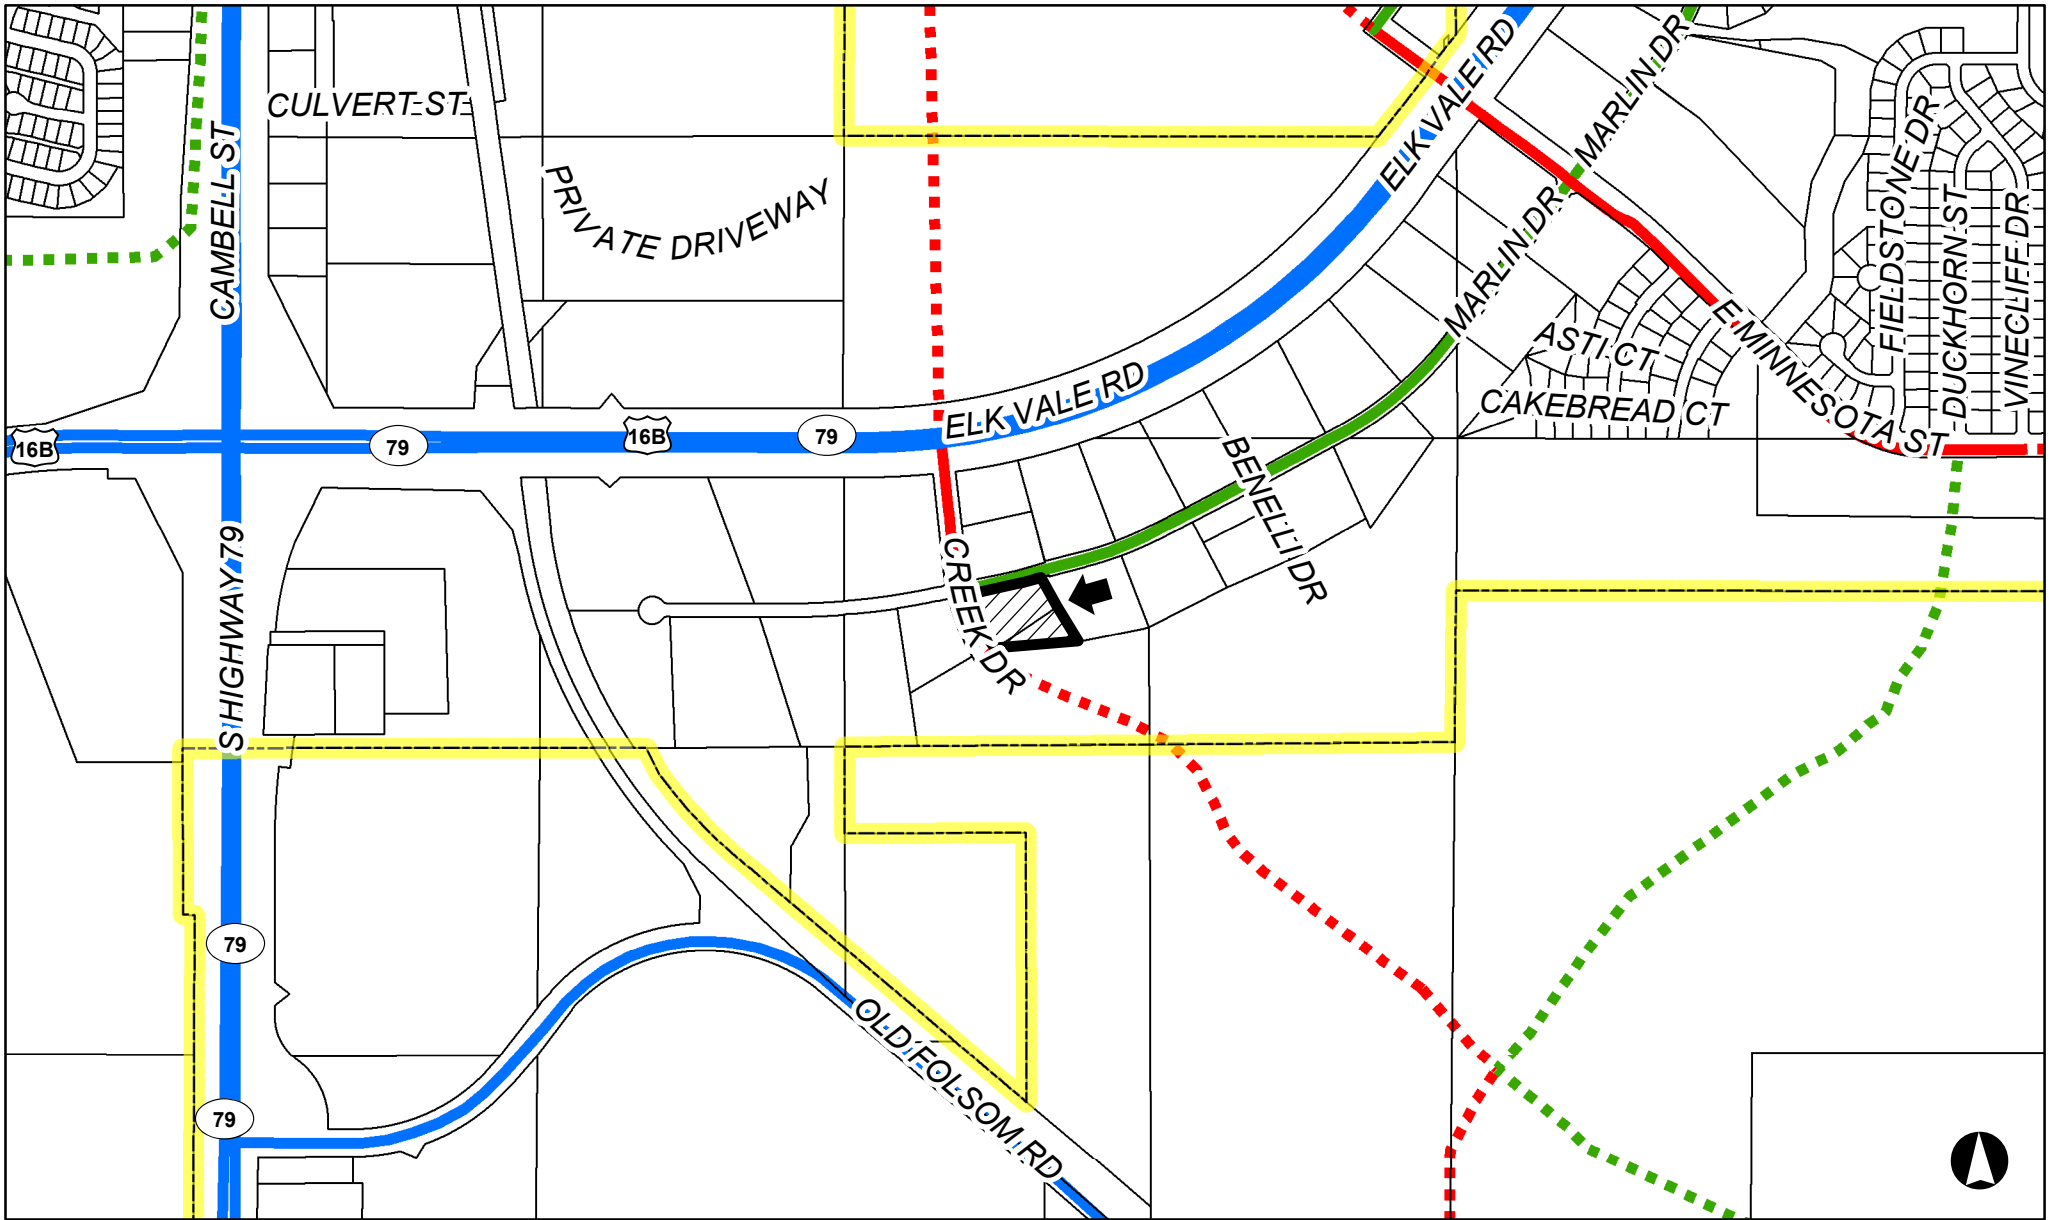 CULVERT ST
CAMBELL ST
PRIVATE DRIVEWAY
ELK VALE RD
ELK VALE RD
MARLIN DR
MARLIN DR
FIELDSTONE DR
DUCKHORN ST
VINECLIFF DR
ASTI CT
CAKEBREAD CT
E MINNESOTA ST
16B
79
16B
79
BENELLI DR
CREEK DR
S HIGHWAY 79
79
79
OLD FOLSOM RD